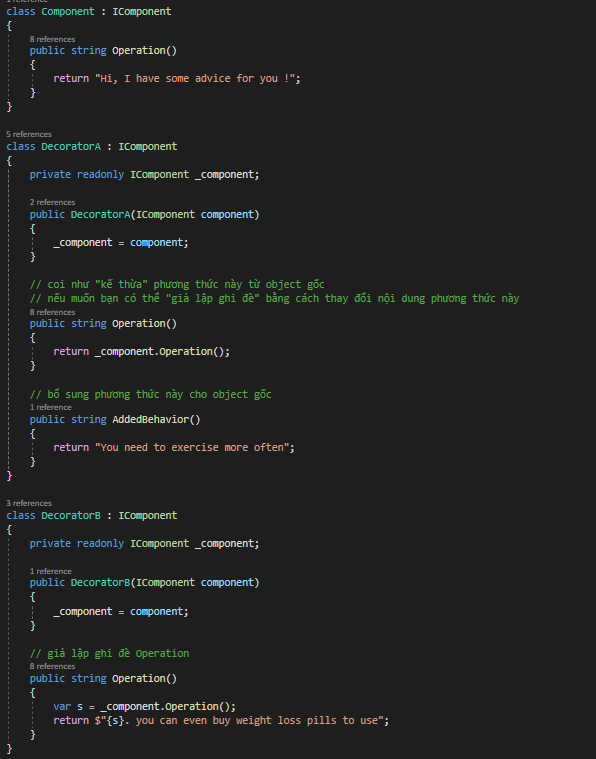 1 reference
class Component : IComponent
{
8 references
public string Operation()
{
return "Hi, I have some advice for you !";
}
}
5 references
class DecoratorA : IComponent
{
private readonly IComponent _component;
2 references
public DecoratorA(IComponent component)
{
_component = component;
}
// coi như "kế thừa" phương thức này từ object gốc
// nếu muốn bạn có thể "giả lập ghi đè" bằng cách thay đổi nội dung phương thức này
8 references
public string Operation()
{
return _component.Operation();
}
// bổ sung phương thức này cho object gốc
1 reference
public string AddedBehavior()
{
return "You need to exercise more often";
}
}
3 references
class DecoratorB : IComponent
{
private readonly IComponent _component;
1 reference
public DecoratorB(IComponent component)
{
_component = component;
}
// giả lập ghi đè Operation
8 references
public string Operation()
{
var s = _component.Operation();
return $"{s}. you can even buy weight loss pills to use";
}
}